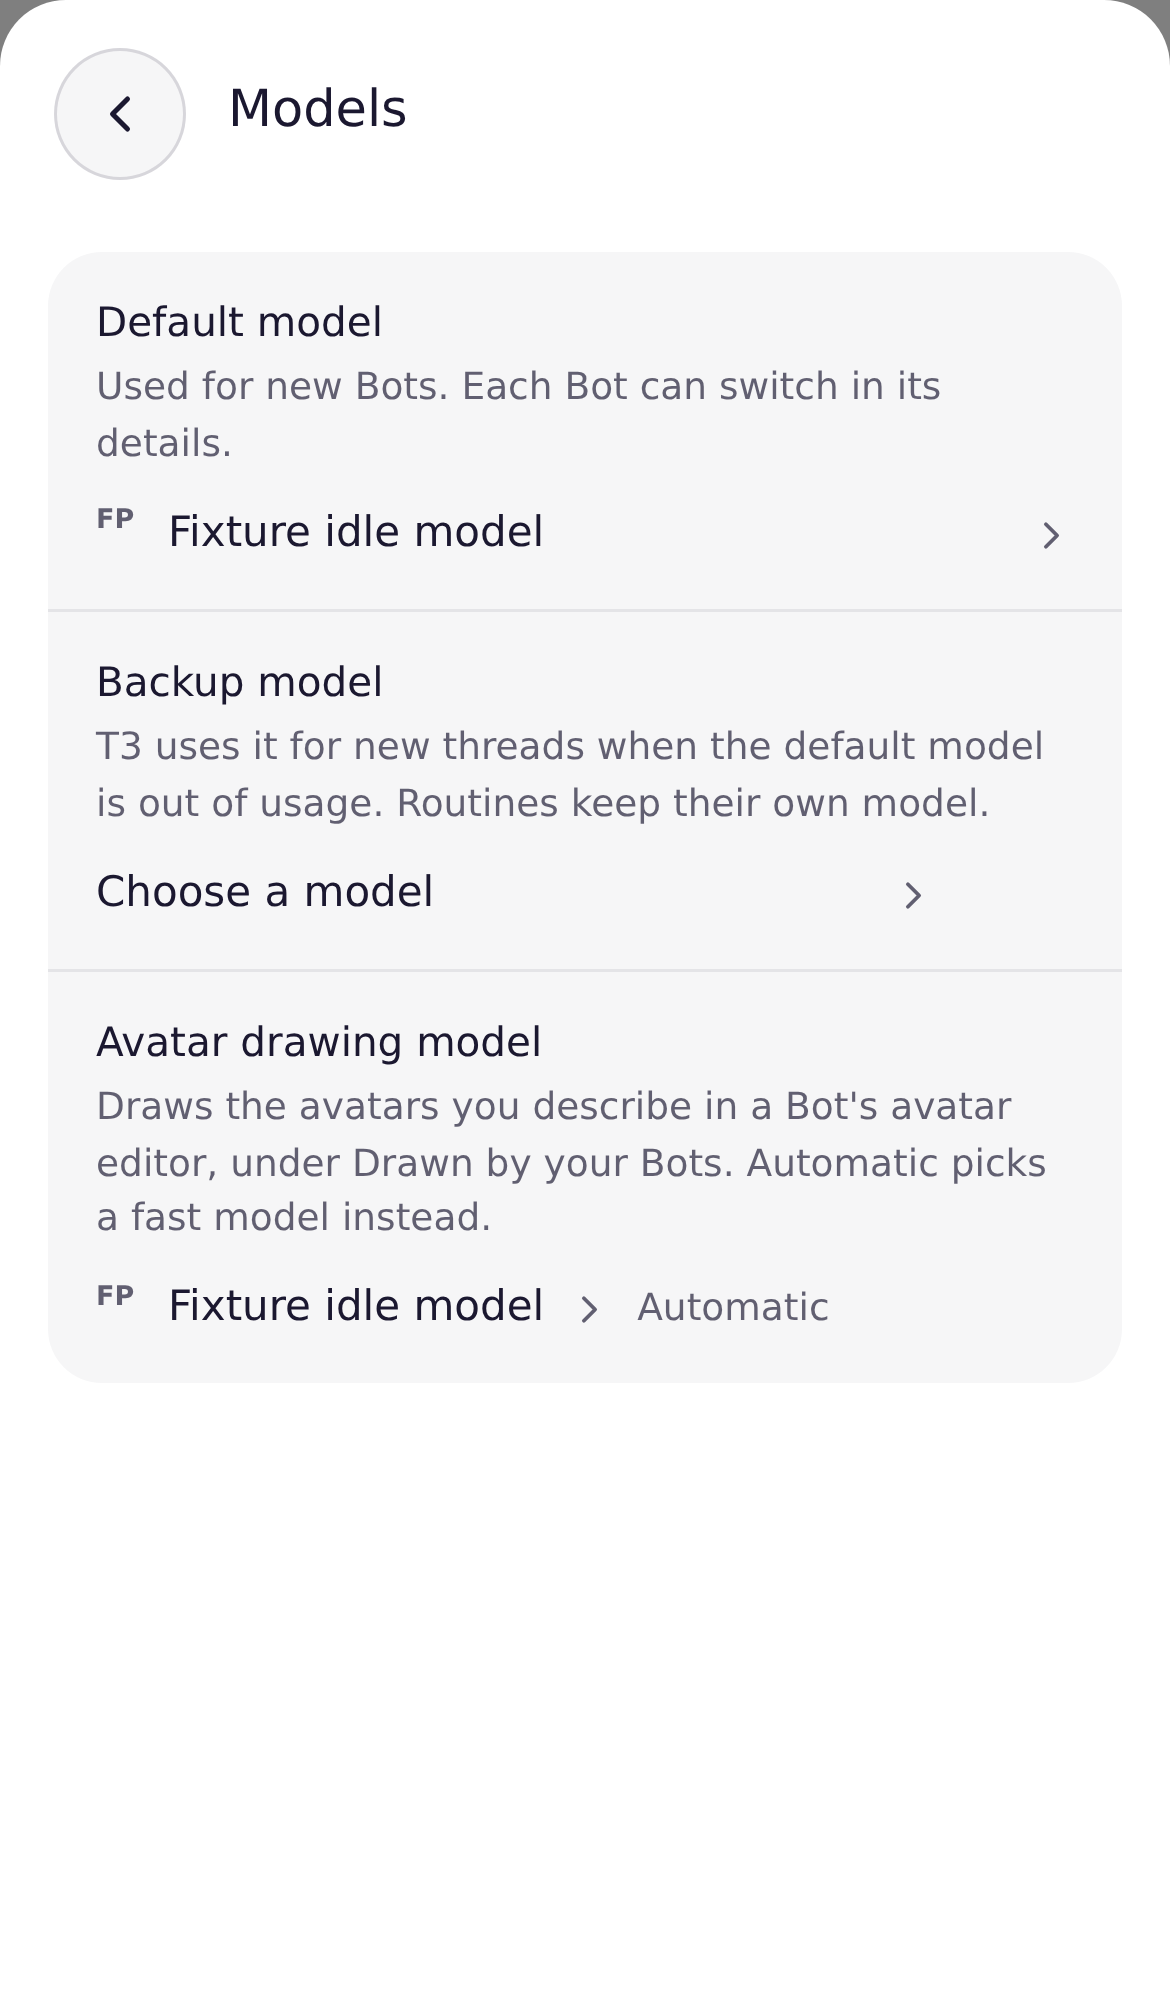 Models
Default model
Used for new Bots. Each Bot can switch in its
details.
FP Fixture idle model
Backup model
T3 uses it for new threads when the default model
is out of usage. Routines keep their own model.
Choose a model
Avatar drawing model
Draws the avatars you describe in a Bot's avatar
editor, under Drawn by your Bots. Automatic picks
a fast model instead.
FP Fixture idle model Automatic